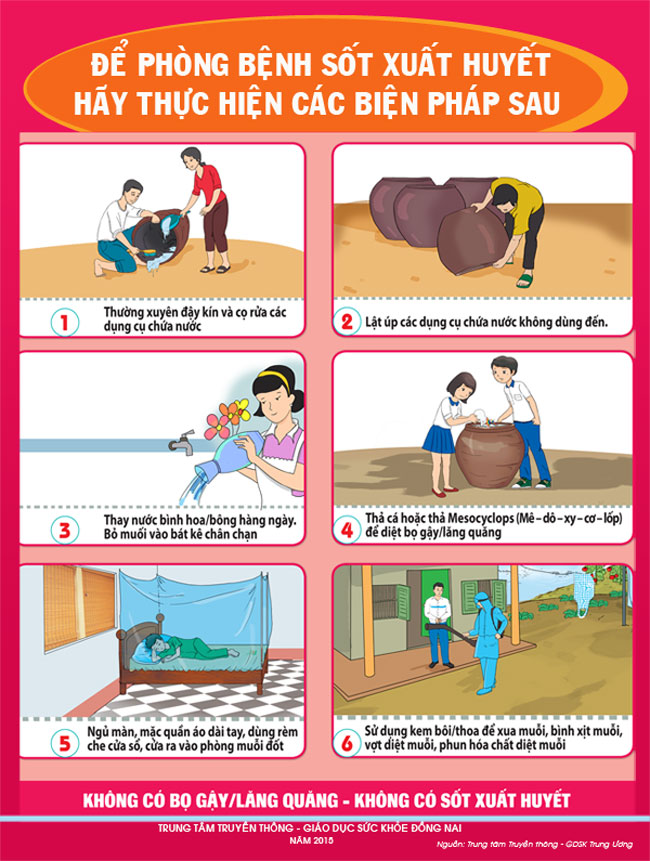 ĐỂ PHÒNG BỆNH SỐT XUẤT HUYẾT
HÃY THỰC HIỆN CÁC BIỆN PHÁP SAU
1
Thường xuyên đậy kín và cọ rửa các
dụng cụ chứa nước
2
Lật úp các dụng cụ chứa nước không dùng đến.
3
Thay nước bình hoa/bông hàng ngày.
Bỏ muối vào bát kê chân chạn
4
Thả cá hoặc thả Mesocyclops (Mê – dô – xy – cơ – lốp)
để diệt bọ gậy/lăng quăng
5
Ngủ màn, mặc quần áo dài tay, dùng rèm
che cửa sổ, cửa ra vào phòng muỗi đốt
6
Sử dung kem bôi/thoa để xua muỗi, bình xịt muỗi,
vợt diệt muỗi, phun hóa chất diệt muỗi
KHÔNG CÓ BỌ GẬY/LĂNG QUĂNG - KHÔNG CÓ SỐT XUẤT HUYẾT
TRUNG TÂM TRUYỀN THÔNG - GIÁO DỤC SỨC KHỎE ĐỒNG NAI
NĂM 2015
Nguồn: Trung tâm Truyền thông - GDSK Trung Ương